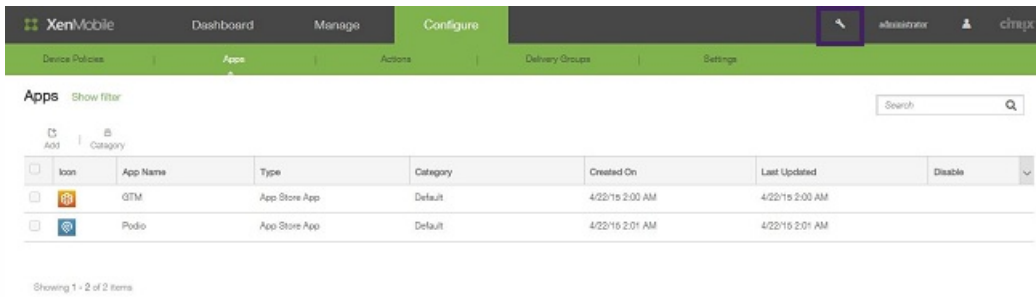 XenMobile Dashboard Manage Configure administrator citrix
Device Policies | Apps | Actions | Delivery Groups | Settings
Apps Show filter
Search
Add | Category
Icon App Name Type Category Created On Last Updated Disable
GTM App Store App Default 4/22/15 2:00 AM 4/22/15 2:00 AM
Podio App Store App Default 4/22/15 2:01 AM 4/22/15 2:01 AM
Showing 1 - 2 of 2 items